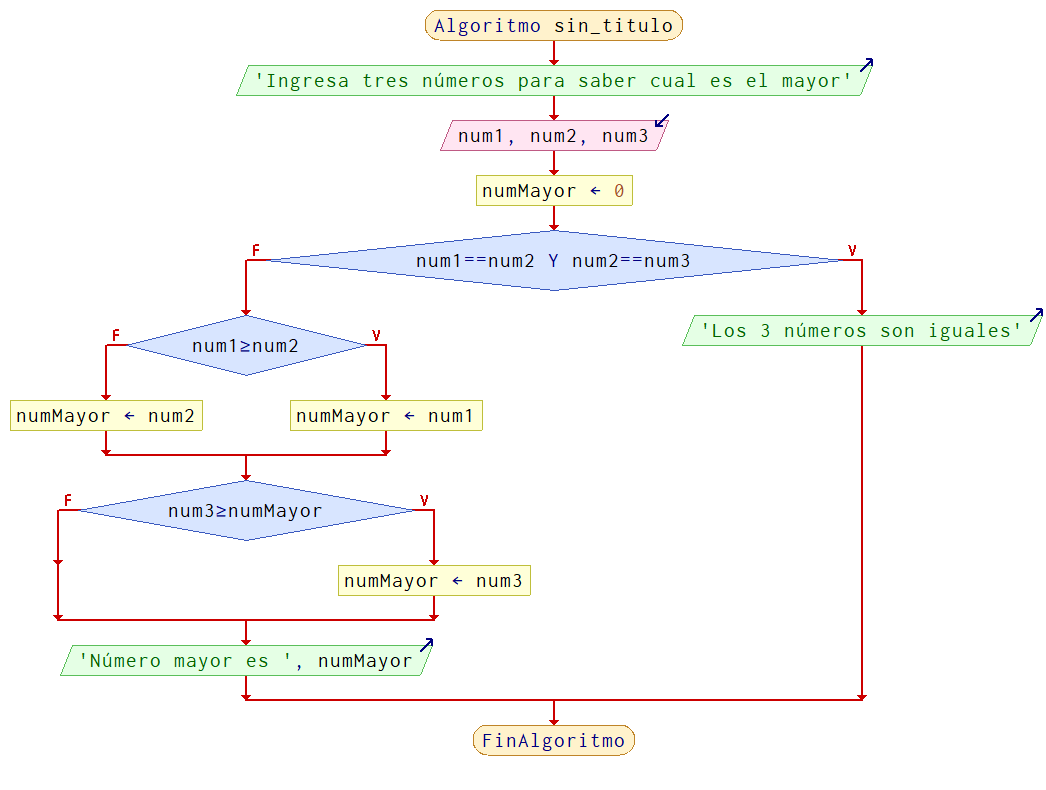 Algoritmo sin_titulo
'Ingresa tres números para saber cual es el mayor'
num1, num2, num3
numMayor ← 0
F
V
num1==num2 Y num2==num3
'Los 3 números son iguales'
F
V
num1≥num2
numMayor ← num2
numMayor ← num1
F
V
num3≥numMayor
numMayor ← num3
'Número mayor es ', numMayor
FinAlgoritmo